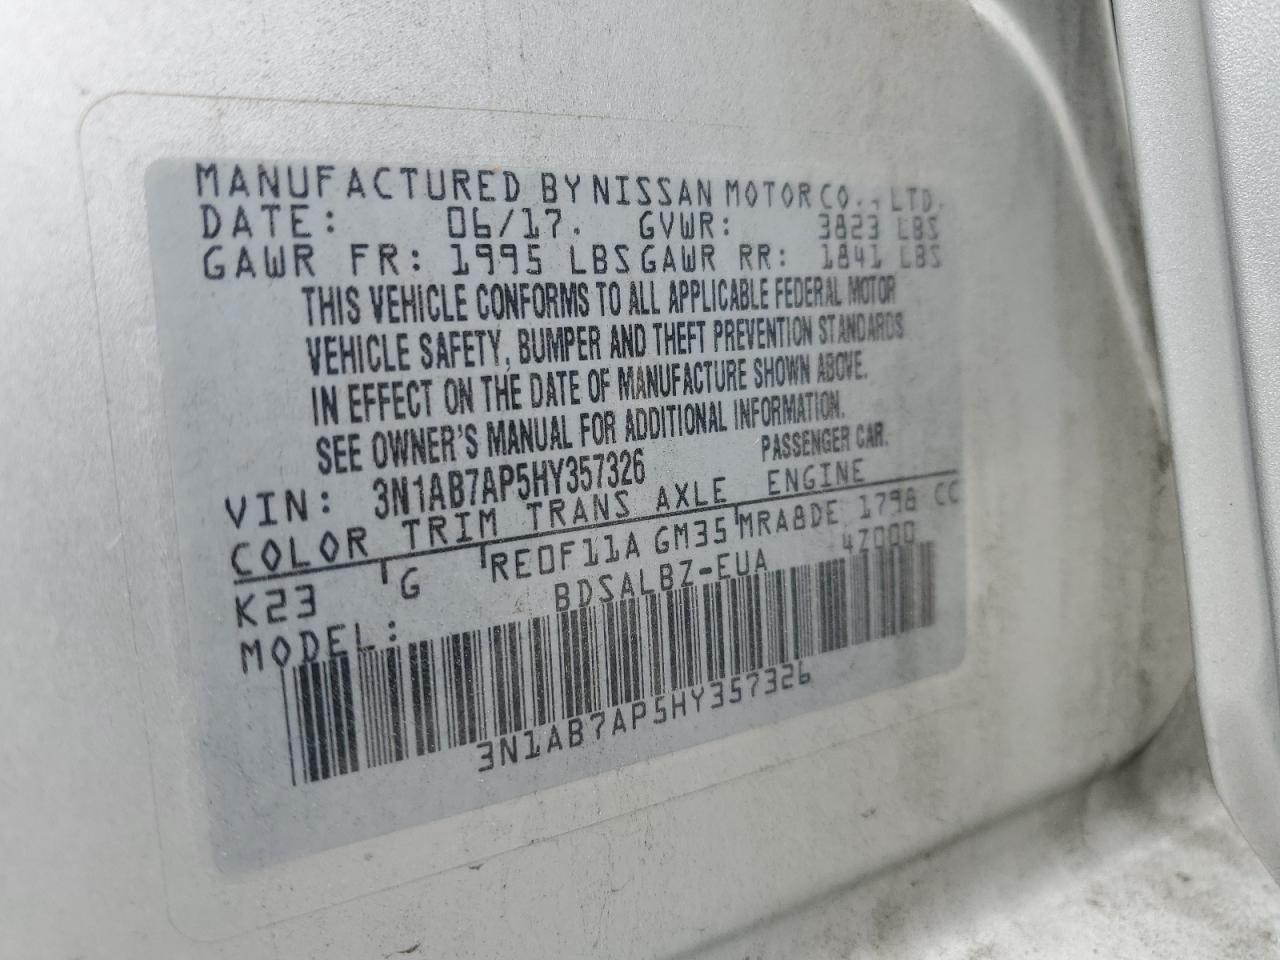 MANUFACTURED BY NISSAN MOTOR CO., LTD.
DATE: 06/17. GVWR: 3823 LBS
GAWR FR: 1995 LBS GAWR RR: 1841 LBS
THIS VEHICLE CONFORMS TO ALL APPLICABLE FEDERAL MOTOR
VEHICLE SAFETY, BUMPER AND THEFT PREVENTION STANDARDS
IN EFFECT ON THE DATE OF MANUFACTURE SHOWN ABOVE.
SEE OWNER'S MANUAL FOR ADDITIONAL INFORMATION.
VIN: 3N1AB7AP5HY357326 PASSENGER CAR.
COLOR TRIM TRANS AXLE ENGINE
K23 G RE0F11A GM35 MRA8DE 1798 CC
MODEL: BDSALBZ-EUA 47000
3N1AB7AP5HY357326